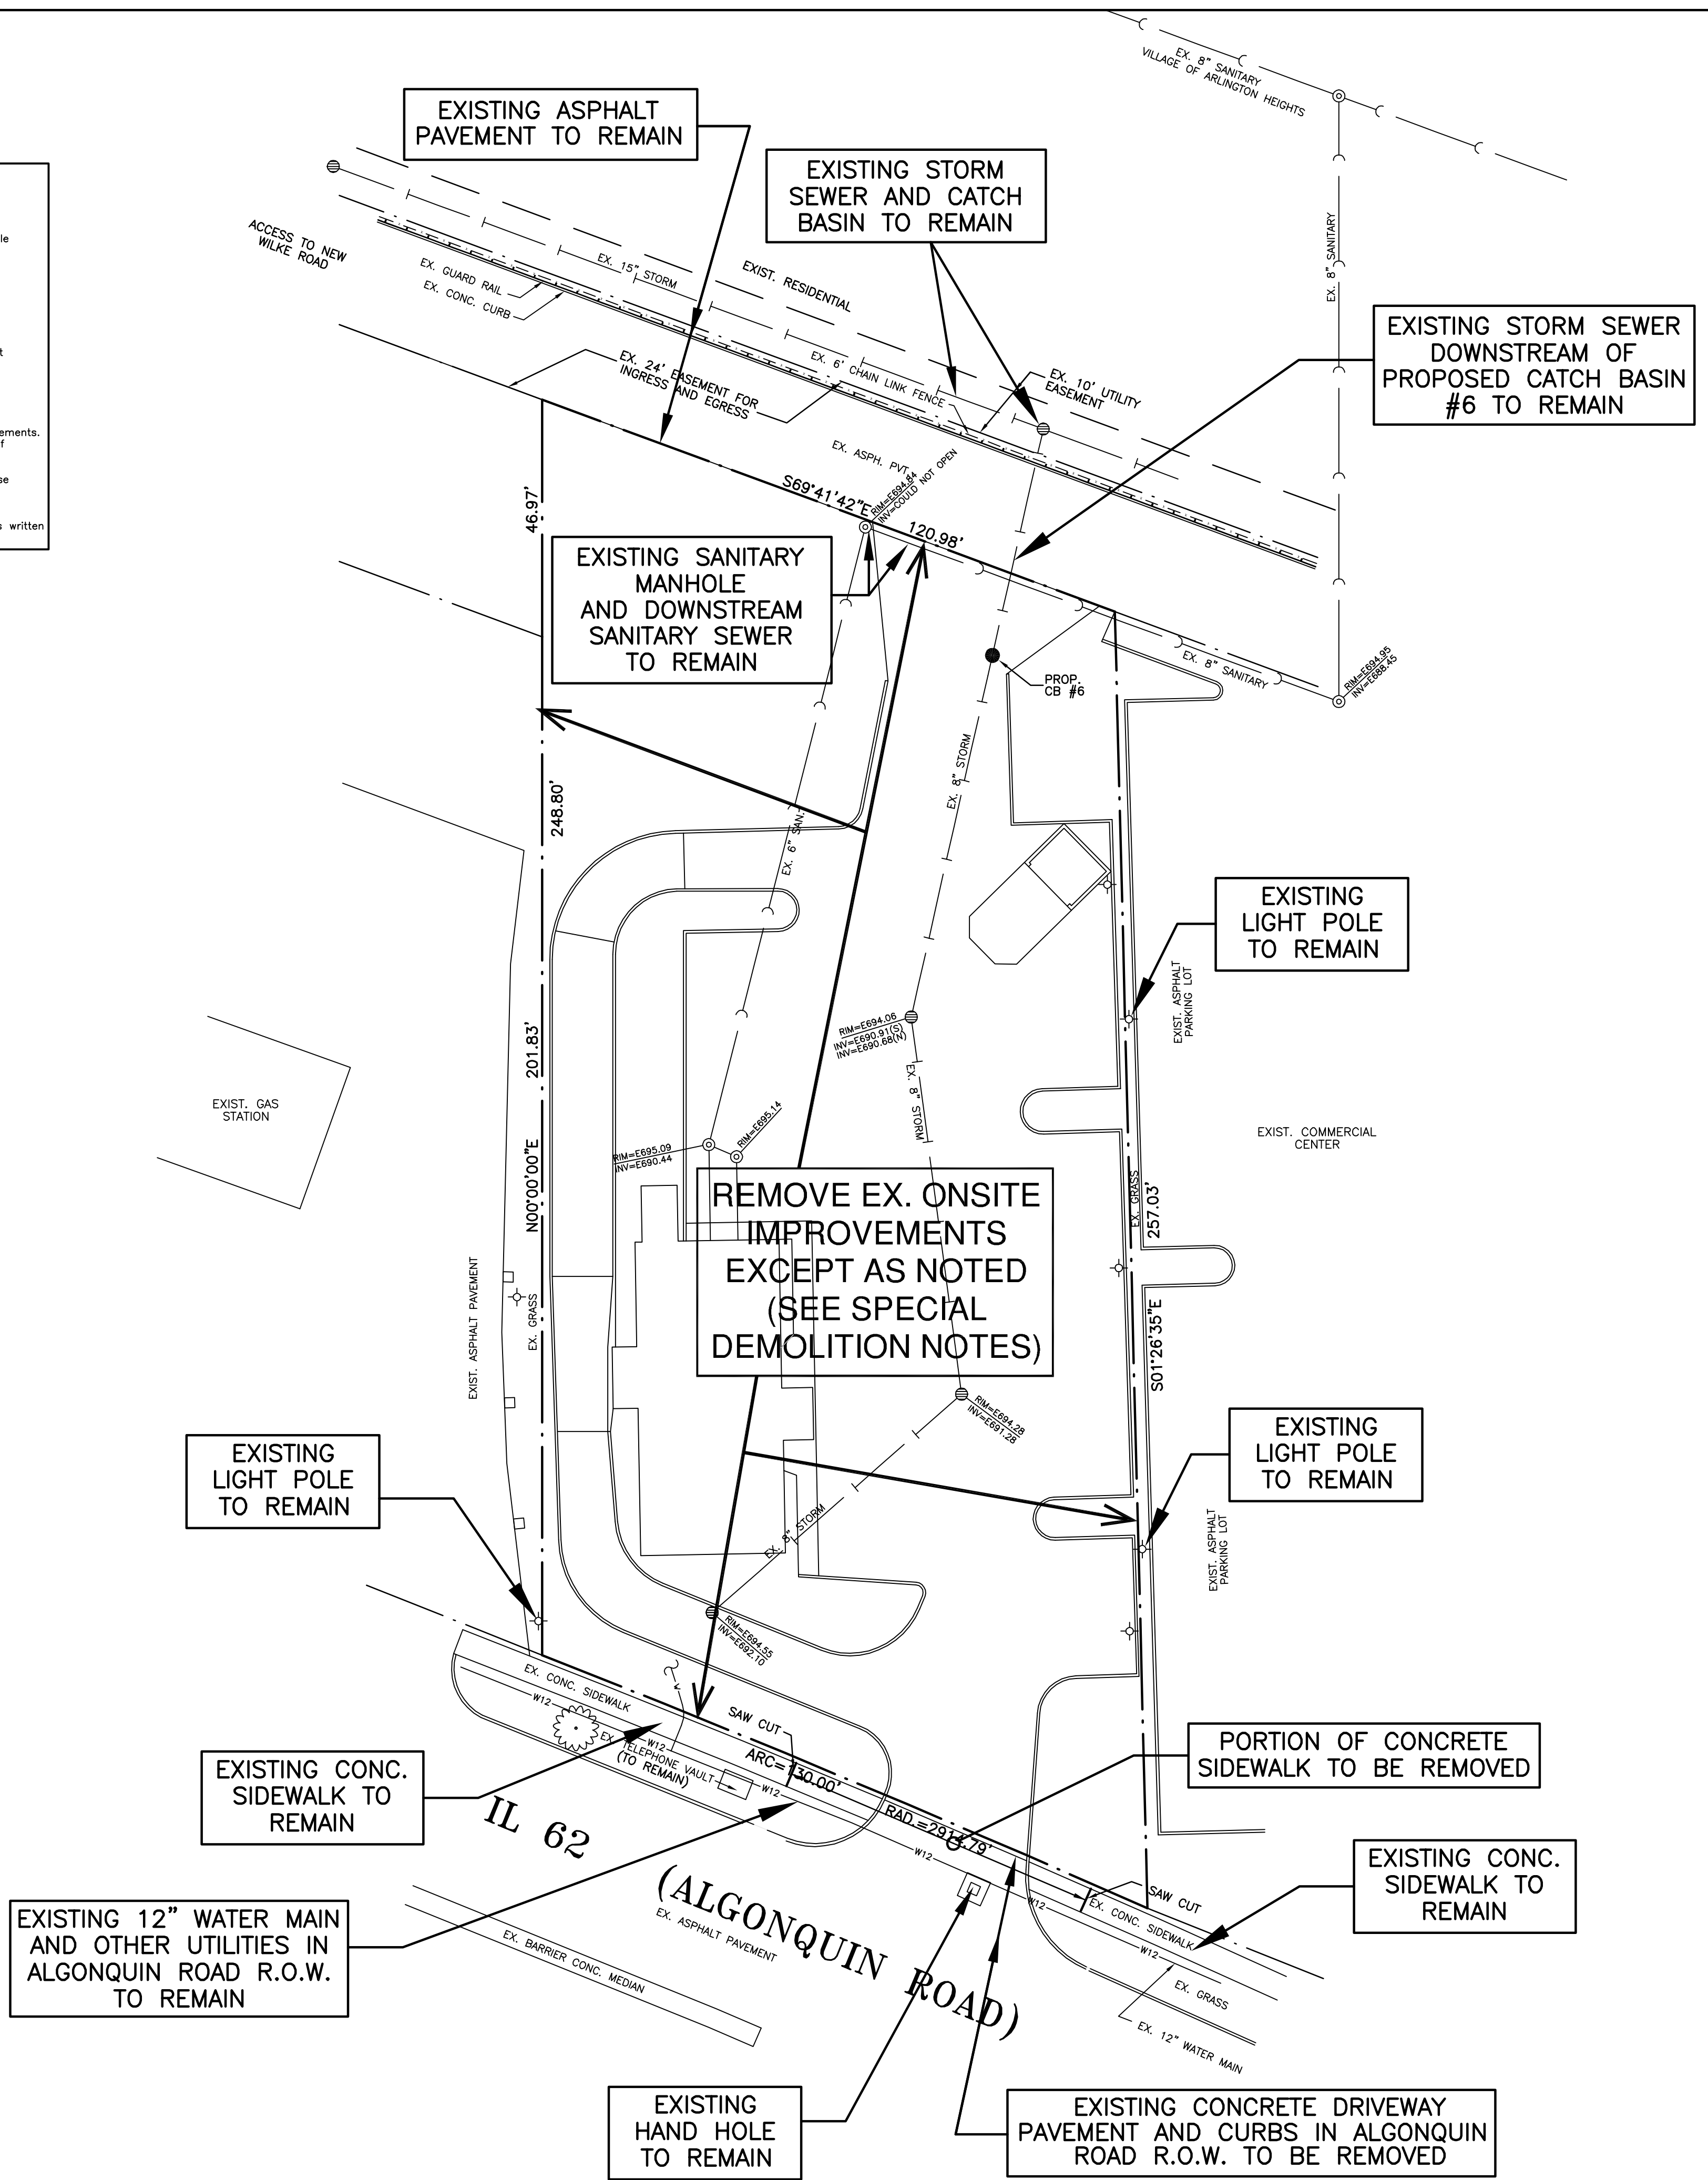 EX. 8" SANITARY
VILLAGE OF ARLINGTON HEIGHTS
EXISTING ASPHALT
PAVEMENT TO REMAIN
EXISTING STORM
SEWER AND CATCH
BASIN TO REMAIN
le
t
ements.
f
se
s written
ACCESS TO NEW
WILKE ROAD
EX. GUARD RAIL
EX. CONC. CURB
EX. 15" STORM
EXIST. RESIDENTIAL
EX. 8" SANITARY
EXISTING STORM SEWER
DOWNSTREAM OF
PROPOSED CATCH BASIN
#6 TO REMAIN
EX. 24' EASEMENT FOR
INGRESS AND EGRESS
EX. 6' CHAIN LINK FENCE
EX. 10' UTILITY
EASEMENT
EX. ASPH. PVT.
46.97'
S69°41'42"E
RIM=E694.84
INV=COULD NOT OPEN
120.98'
EXISTING SANITARY
MANHOLE
AND DOWNSTREAM
SANITARY SEWER
TO REMAIN
PROP.
CB #6
EX. 8" SANITARY
RIM=E694.95
INV=E688.45
248.80'
EX. 6" SAN.
EX. 8" STORM
EXISTING
LIGHT POLE
TO REMAIN
EXIST. ASPHALT
PARKING LOT
201.83'
RIM=E694.06
INV=E690.91(S)
INV=E690.68(N)
EX. 8" STORM
EXIST. GAS
STATION
EXIST. COMMERCIAL
CENTER
N00°00'00"E
RIM=E695.09
INV=E690.44
RIM=E695.14
REMOVE EX. ONSITE
IMPROVEMENTS
EXCEPT AS NOTED
(SEE SPECIAL
DEMOLITION NOTES)
EX. GRASS
257.03'
EXIST. ASPHALT PAVEMENT
EX. GRASS
S01°26'35"E
RIM=E694.28
INV=E691.28
EXISTING
LIGHT POLE
TO REMAIN
EXISTING
LIGHT POLE
TO REMAIN
EX. 8" STORM
EXIST. ASPHALT
PARKING LOT
RIM=E694.55
INV=E692.10
EX. CONC. SIDEWALK
W12
W12
EX. TELEPHONE VAULT
(TO REMAIN)
W12
SAW CUT
ARC=130.00'
RAD.=2914.79'
W12
PORTION OF CONCRETE
SIDEWALK TO BE REMOVED
EXISTING CONC.
SIDEWALK TO
REMAIN
IL 62
(ALGONQUIN ROAD)
EX. ASPHALT PAVEMENT
EX. BARRIER CONC. MEDIAN
SAW CUT
W12
EX. CONC. SIDEWALK
W12
EX. GRASS
EX. 12" WATER MAIN
EXISTING CONC.
SIDEWALK TO
REMAIN
EXISTING 12" WATER MAIN
AND OTHER UTILITIES IN
ALGONQUIN ROAD R.O.W.
TO REMAIN
EXISTING
HAND HOLE
TO REMAIN
EXISTING CONCRETE DRIVEWAY
PAVEMENT AND CURBS IN ALGONQUIN
ROAD R.O.W. TO BE REMOVED